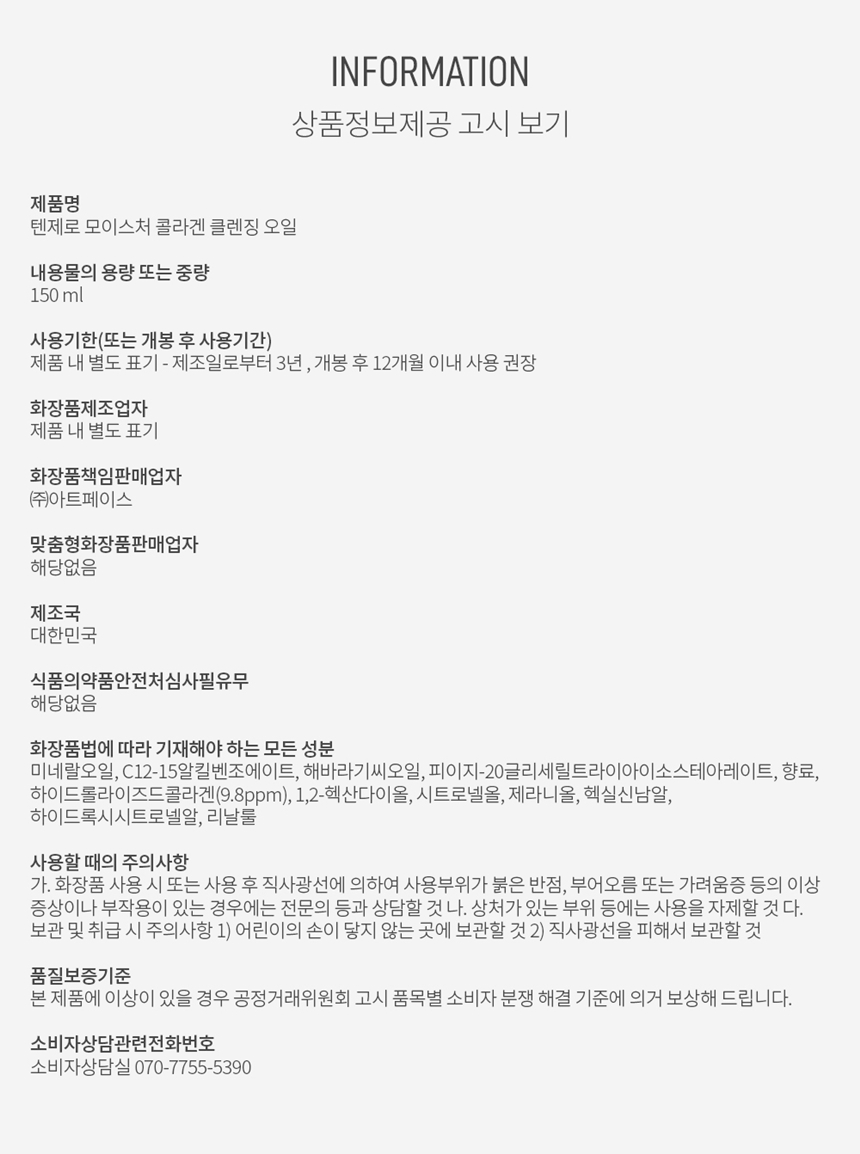 INFORMATION
상품정보제공 고시 보기
제품명
텐제로 모이스처 콜라겐 클렌징 오일
내용물의 용량 또는 중량
150 ml
사용기한(또는 개봉 후 사용기간)
제품 내 별도 표기 - 제조일로부터 3년 , 개봉 후 12개월 이내 사용 권장
화장품제조업자
제품 내 별도 표기
화장품책임판매업자
㈜아트페이스
맞춤형화장품판매업자
해당없음
제조국
대한민국
식품의약품안전처심사필유무
해당없음
화장품법에 따라 기재해야 하는 모든 성분
미네랄오일, C12-15알킬벤조에이트, 해바라기씨오일, 피이지-20글리세릴트라이아이소스테아레이트, 향료,
하이드롤라이즈드콜라겐(9.8ppm), 1,2-헥산다이올, 시트로넬올, 제라니올, 헥실신남알,
하이드록시시트로넬알, 리날룰
사용할 때의 주의사항
가. 화장품 사용 시 또는 사용 후 직사광선에 의하여 사용부위가 붉은 반점, 부어오름 또는 가려움증 등의 이상
증상이나 부작용이 있는 경우에는 전문의 등과 상담할 것 나. 상처가 있는 부위 등에는 사용을 자제할 것 다.
보관 및 취급 시 주의사항 1) 어린이의 손이 닿지 않는 곳에 보관할 것 2) 직사광선을 피해서 보관할 것
품질보증기준
본 제품에 이상이 있을 경우 공정거래위원회 고시 품목별 소비자 분쟁 해결 기준에 의거 보상해 드립니다.
소비자상담관련전화번호
소비자상담실 070-7755-5390